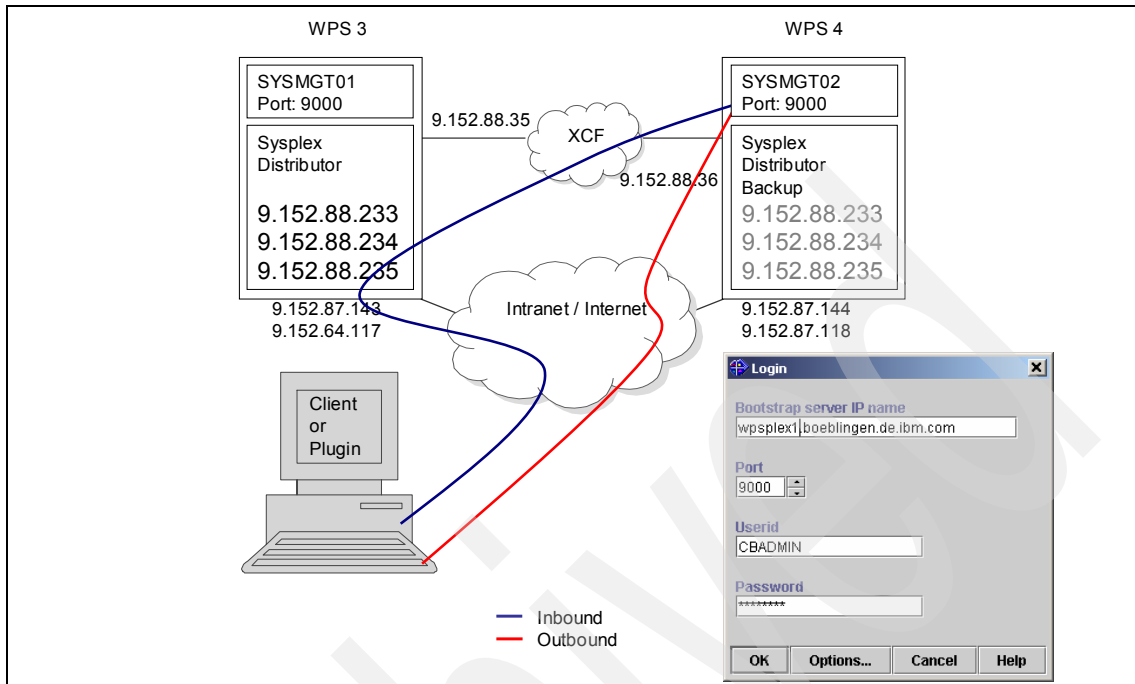 WPS 3
WPS 4
SYSMGT01
Port: 9000
Sysplex
Distributor
9.152.88.233
9.152.88.234
9.152.88.235
9.152.87.143
9.152.64.117
9.152.88.35
XCF
9.152.88.36
SYSMGT02
Port: 9000
Sysplex
Distributor
Backup
9.152.88.233
9.152.88.234
9.152.88.235
9.152.87.144
9.152.87.118
Intranet / Internet
Client
or
Plugin
Inbound
Outbound
Login
Bootstrap server IP name
wpsplex1.boeblingen.de.ibm.com
Port
9000
Userid
CBADMIN
Password
********
OK Options... Cancel Help